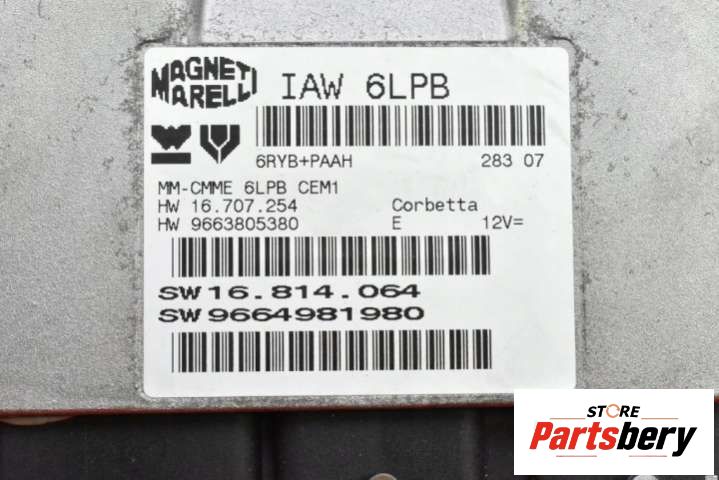 MAGNETI
MARELLI
IAW 6LPB
6RYB+PAAH 283 07
MM-CMME 6LPB CEM1
HW 16.707.254 Corbetta
HW 9663805380 E 12V=
SW 16.814.064
SW 9664981980
STORE
Partsbery